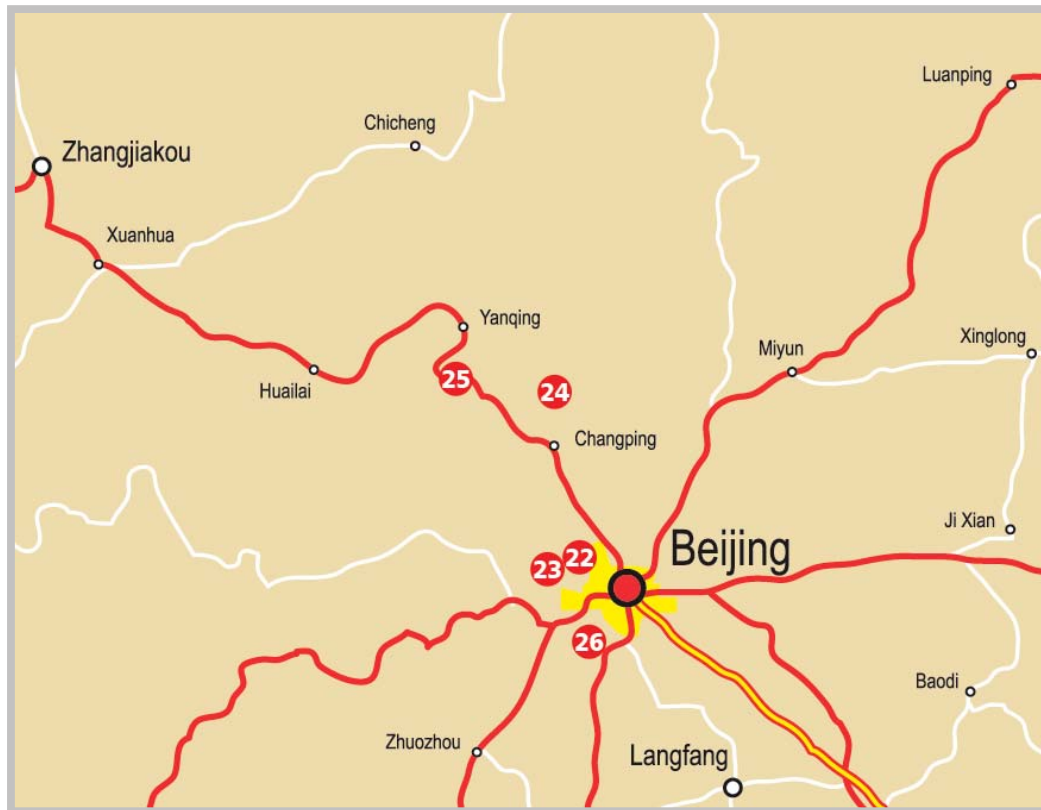 Luanping
Chicheng
Zhangjiakou
Xuanhua
Yanqing
Xinglong
Miyun
Huailai
25
24
Changping
Ji Xian
Beijing
22
23
26
Baodi
Zhuozhou
Langfang